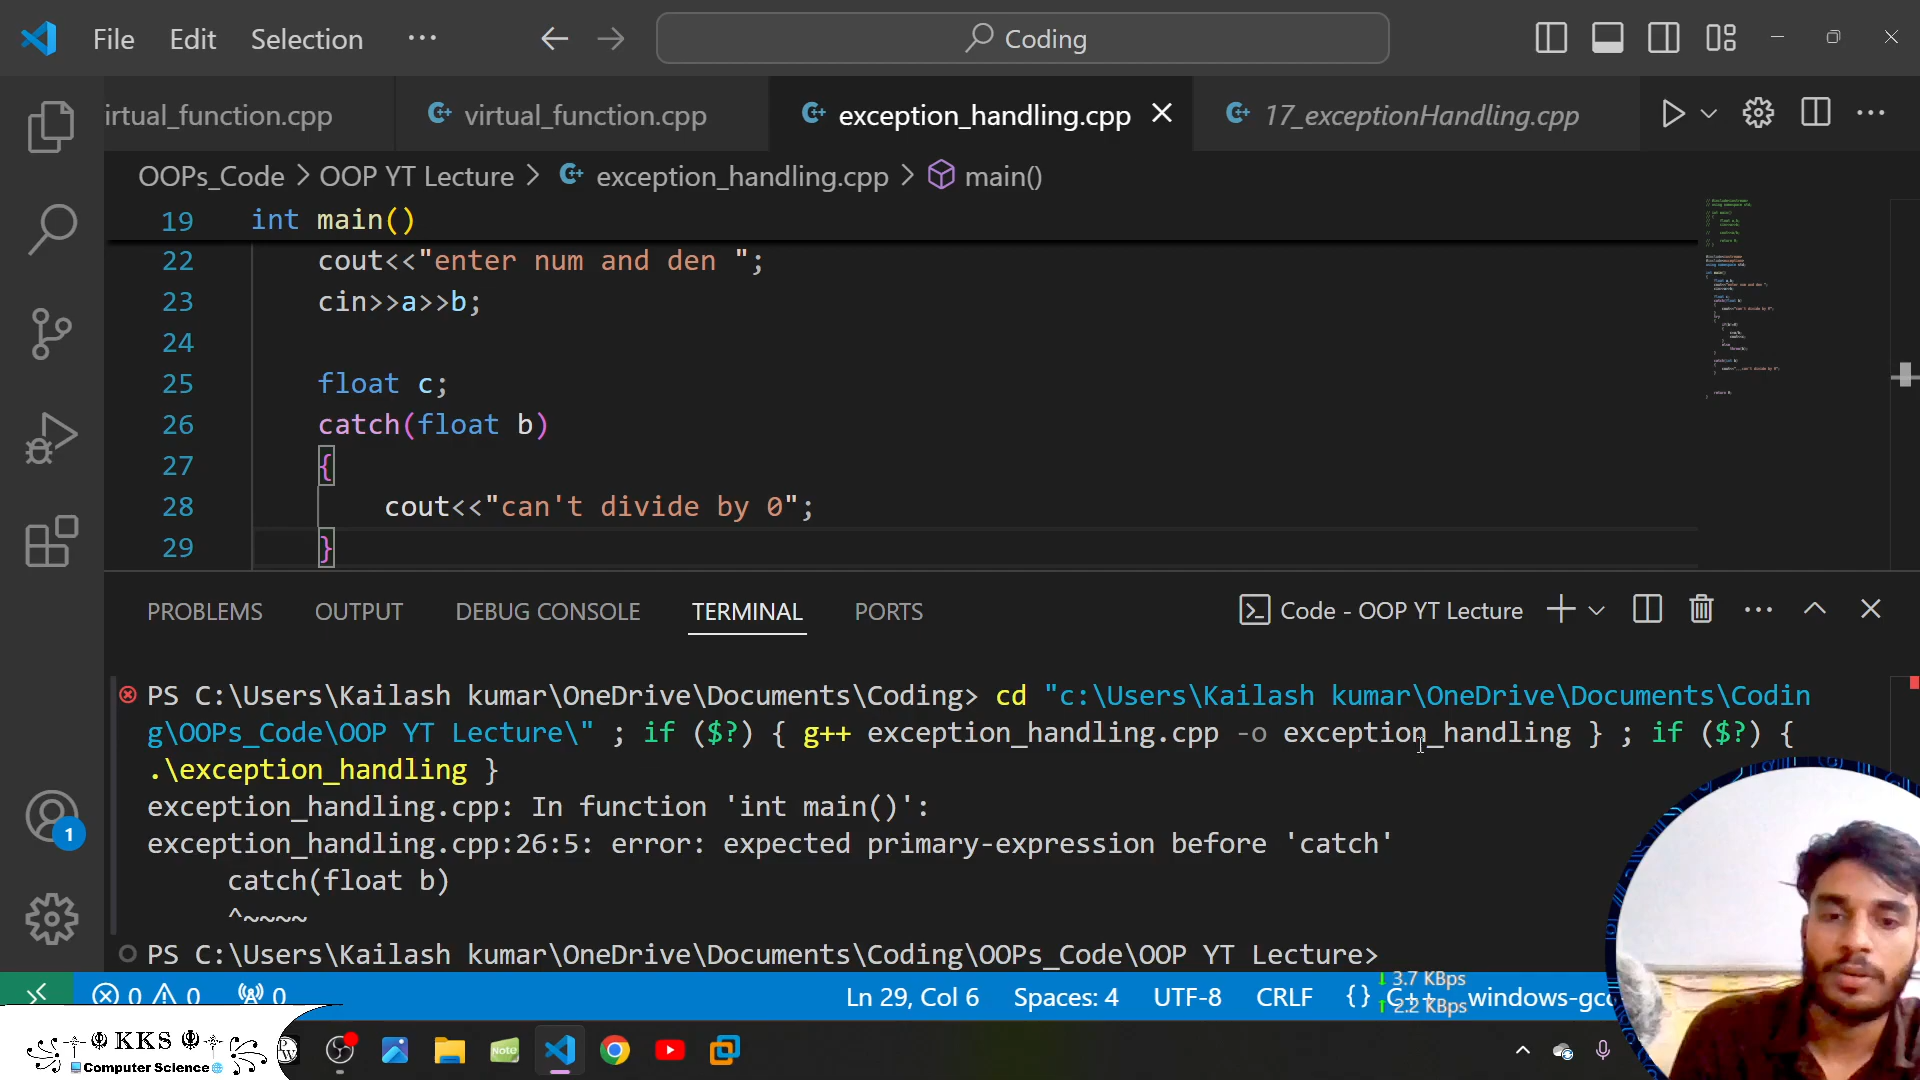 File Edit Selection ··· Coding
irtual_function.cpp virtual_function.cpp exception_handling.cpp 17_exceptionHandling.cpp
OOPs_Code > OOP YT Lecture > exception_handling.cpp > main()
19 int main()
22 cout<<"enter num and den ";
23 cin>>a>>b;
24
25 float c;
26 catch(float b)
27 {
28 cout<<"can't divide by 0";
29 }
PROBLEMS OUTPUT DEBUG CONSOLE TERMINAL PORTS Code - OOP YT Lecture
PS C:\Users\Kailash kumar\OneDrive\Documents\Coding> cd "c:\Users\Kailash kumar\OneDrive\Documents\Codin
g\OOPs_Code\OOP YT Lecture\" ; if ($?) { g++ exception_handling.cpp -o exception_handling } ; if ($?) {
.\exception_handling }
exception_handling.cpp: In function 'int main()':
exception_handling.cpp:26:5: error: expected primary-expression before 'catch'
catch(float b)
^~~~~
PS C:\Users\Kailash kumar\OneDrive\Documents\Coding\OOPs_Code\OOP YT Lecture>
1
0 0 0 Ln 29, Col 6 Spaces: 4 UTF-8 CRLF {} C++ windows-gcc
3.7 KBps
2.2 KBps
KKS
Computer Science
PW
Note